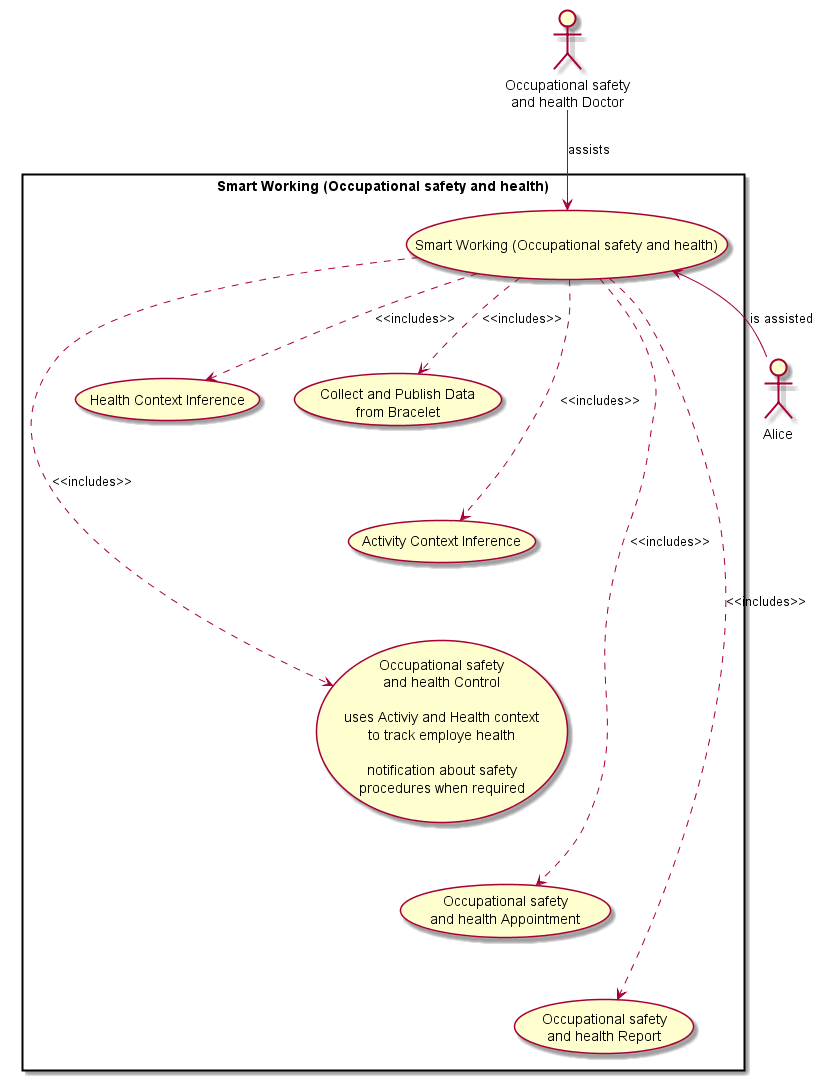 Occupational safety
and health Doctor
assists
Smart Working (Occupational safety and health)
Smart Working (Occupational safety and health)
<<includes>>
<<includes>>
is assisted
Health Context Inference
Collect and Publish Data
from Bracelet
<<includes>>
Alice
<<includes>>
Activity Context Inference
<<includes>>
<<includes>>
Occupational safety
and health Control
uses Activiy and Health context
to track employe health
notification about safety
procedures when required
Occupational safety
and health Appointment
Occupational safety
and health Report